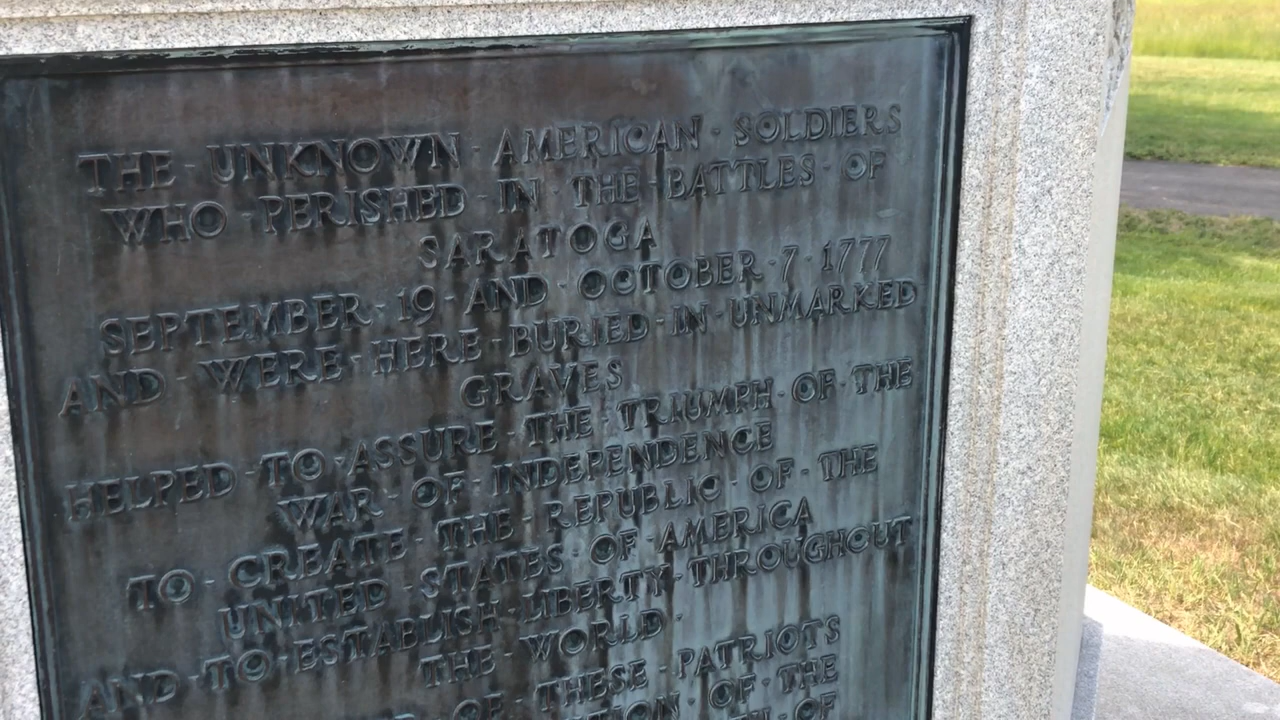 THE · UNKNOWN · AMERICAN · SOLDIERS
WHO · PERISHED · IN · THE · BATTLES · OF
SARATOGA
SEPTEMBER · 19 · AND · OCTOBER · 7 · 1777
AND · WERE · HERE · BURIED · IN · UNMARKED
GRAVES
HELPED · TO · ASSURE · THE · TRIUMPH · OF · THE
WAR · OF · INDEPENDENCE
TO · CREATE · THE · REPUBLIC · OF · THE
UNITED · STATES · OF · AMERICA
AND · TO · ESTABLISH · LIBERTY · THROUGHOUT
THE · WORLD ·
OF · THESE · PATRIOTS
OF · THE
OF